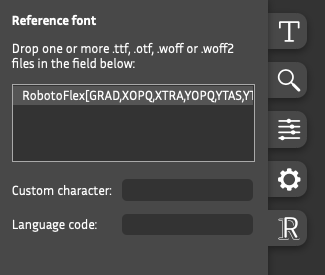 Reference font
Drop one or more .ttf, .otf, .woff or .woff2
files in the field below:
RobotoFlex[GRAD,XOPQ,XTRA,YOPQ,YTAS,YT
Custom character:
Language code:
T
R